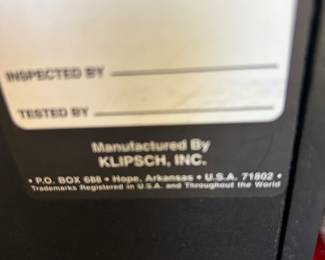 INSPECTED BY
TESTED BY
Manufactured By
KLIPSCH, INC.
• P.O. BOX 688 • Hope, Arkansas • U.S.A. 71802 •
Trademarks Registered in U.S.A. and Throughout the World